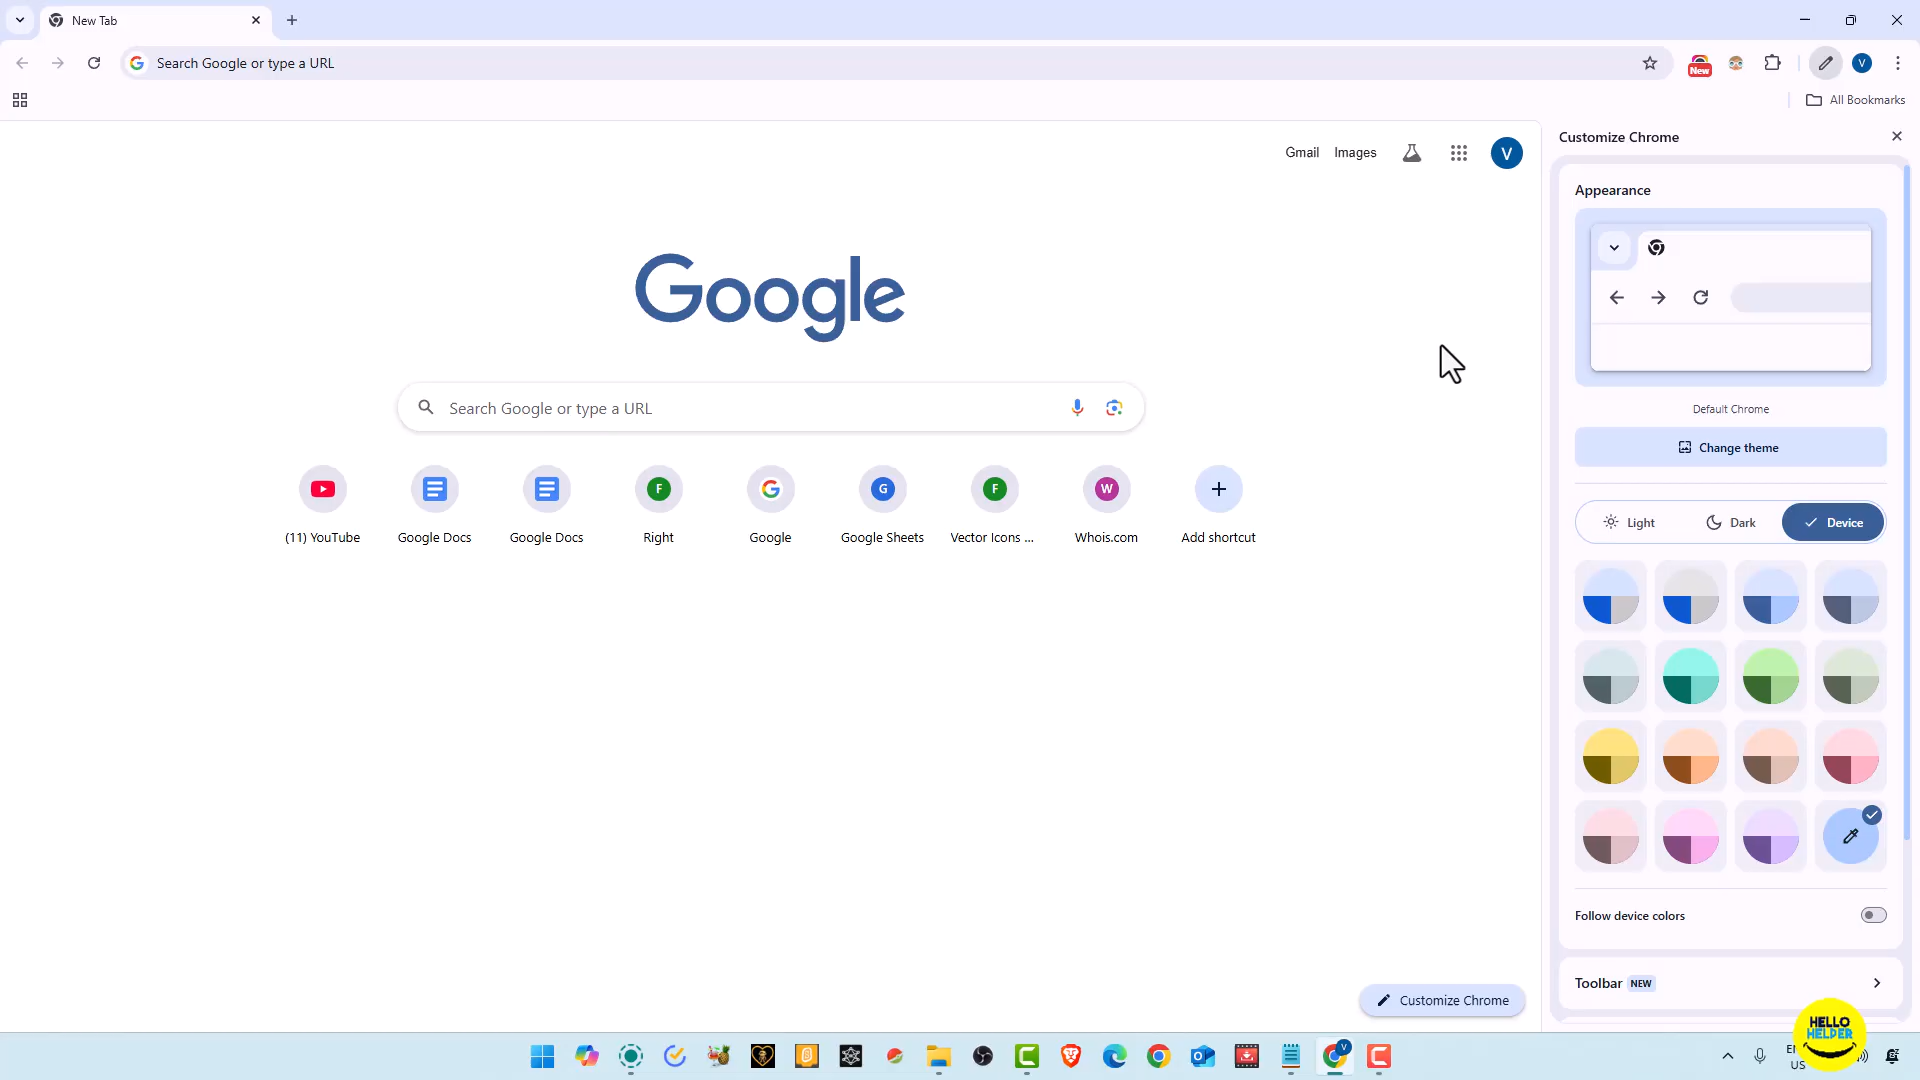 New Tab
Search Google or type a URL
New
V
All Bookmarks
Gmail Images
V
Google
Search Google or type a URL
F
G
F
W
(11) YouTube
Google Docs
Google Docs
Right
Google
Google Sheets
Vector Icons ...
Whois.com
Add shortcut
Customize Chrome
Customize Chrome
Appearance
Default Chrome
Change theme
Light
Dark
Device
Follow device colors
Toolbar NEW
HELLO
HELPER
V
US